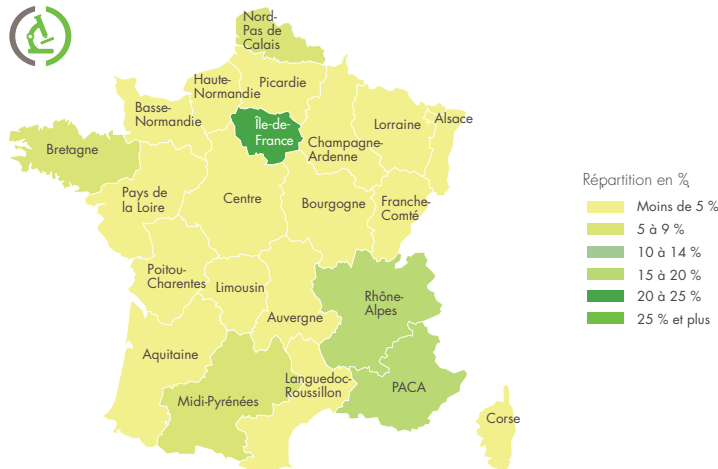 Nord-
Pas de
Calais
Haute-
Normandie
Picardie
Basse-
Normandie
Île-de-
France
Champagne-
Ardenne
Lorraine
Alsace
Bretagne
Pays de
la Loire
Centre
Bourgogne
Franche-
Comté
Poitou-
Charentes
Limousin
Auvergne
Rhône-
Alpes
Aquitaine
Midi-Pyrénées
Languedoc-
Roussillon
PACA
Corse
Répartition en %
Moins de 5 %
5 à 9 %
10 à 14 %
15 à 20 %
20 à 25 %
25 % et plus